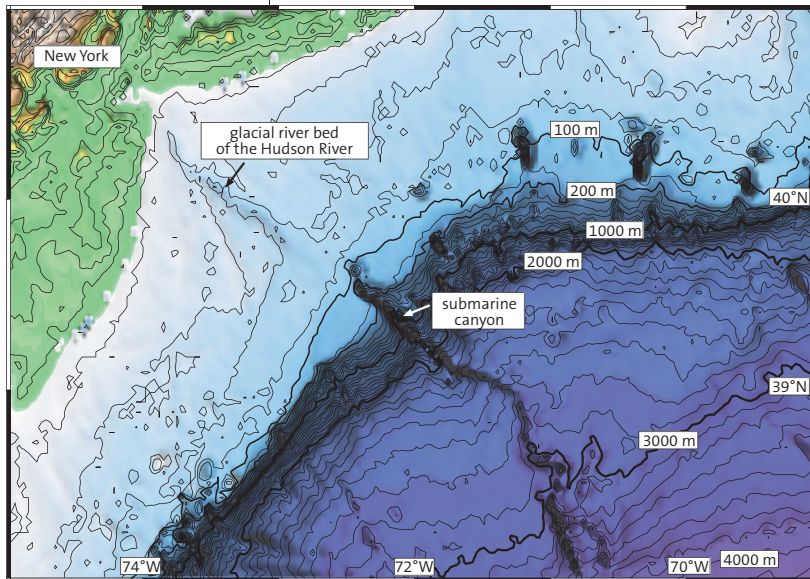 New York
glacial river bed
of the Hudson River
100 m
200 m
40°N
1000 m
2000 m
submarine
canyon
39°N
3000 m
74°W
72°W
70°W
4000 m